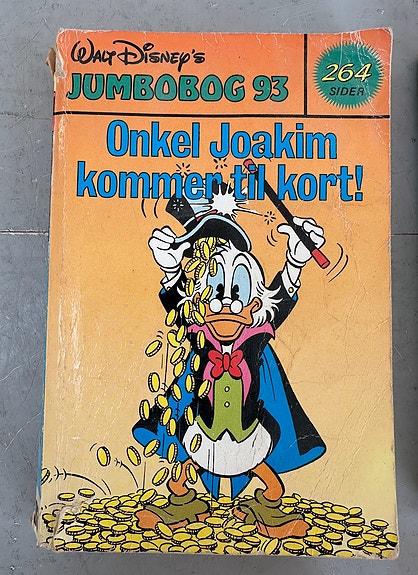 WALT DISNEY'S
JUMBOBOG 93
264
SIDER
Onkel Joakim
kommer til kort!